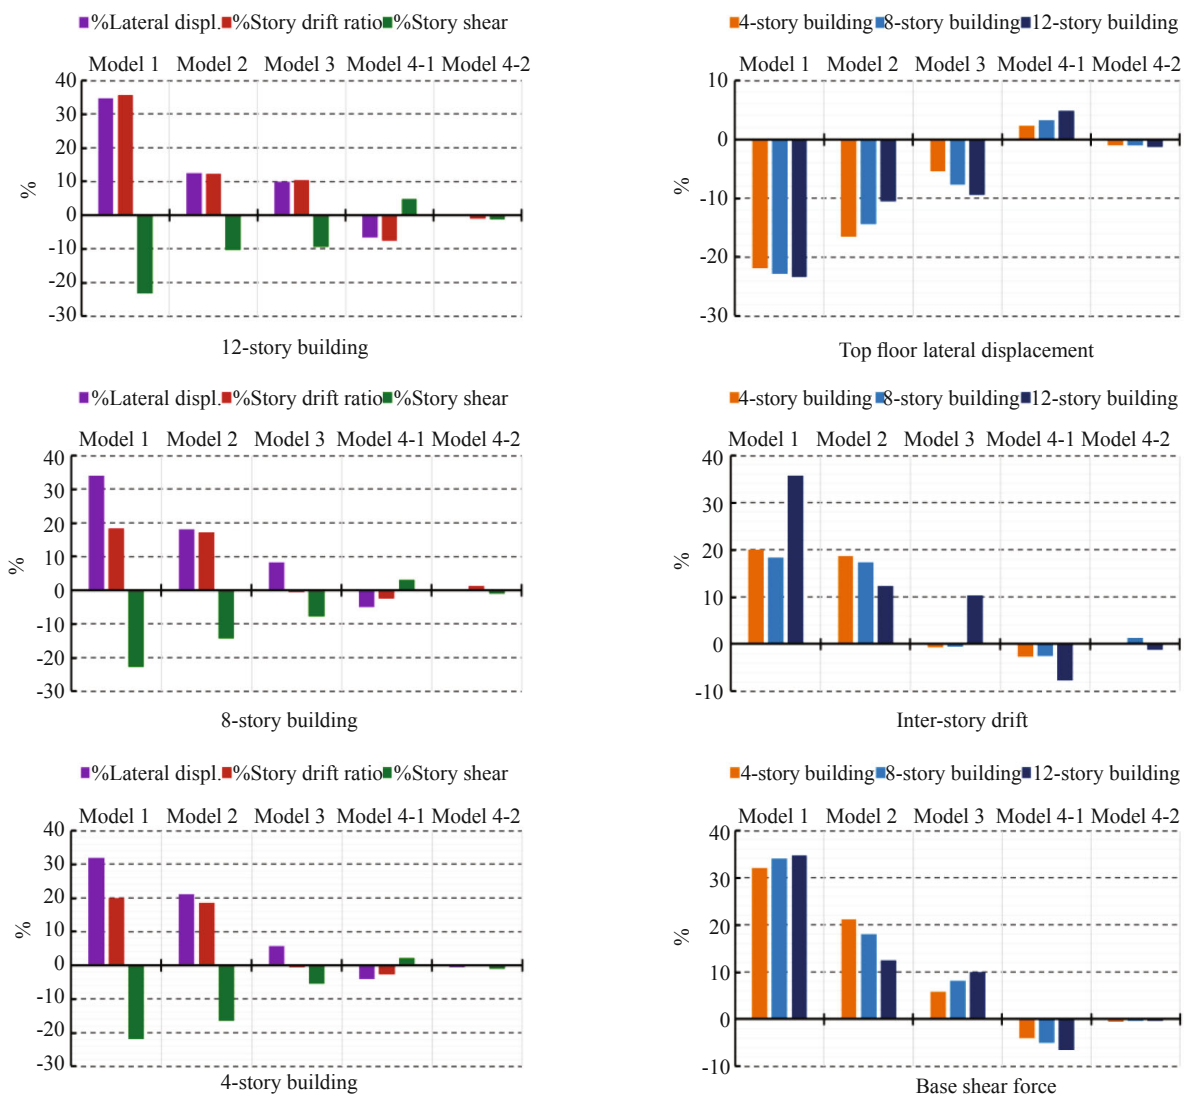 %Lateral displ. %Story drift ratio %Story shear
Model 1 Model 2 Model 3 Model 4-1 Model 4-2
40
30
20
10
0
-10
-20
-30
%
12-story building
4-story building 8-story building 12-story building
Model 1 Model 2 Model 3 Model 4-1 Model 4-2
10
0
-10
-20
-30
%
Top floor lateral displacement
%Lateral displ. %Story drift ratio %Story shear
Model 1 Model 2 Model 3 Model 4-1 Model 4-2
40
30
20
10
0
-10
-20
-30
%
8-story building
4-story building 8-story building 12-story building
Model 1 Model 2 Model 3 Model 4-1 Model 4-2
40
30
20
10
0
-10
%
Inter-story drift
%Lateral displ. %Story drift ratio %Story shear
Model 1 Model 2 Model 3 Model 4-1 Model 4-2
40
30
20
10
0
-10
-20
-30
%
4-story building
4-story building 8-story building 12-story building
Model 1 Model 2 Model 3 Model 4-1 Model 4-2
40
30
20
10
0
-10
%
Base shear force